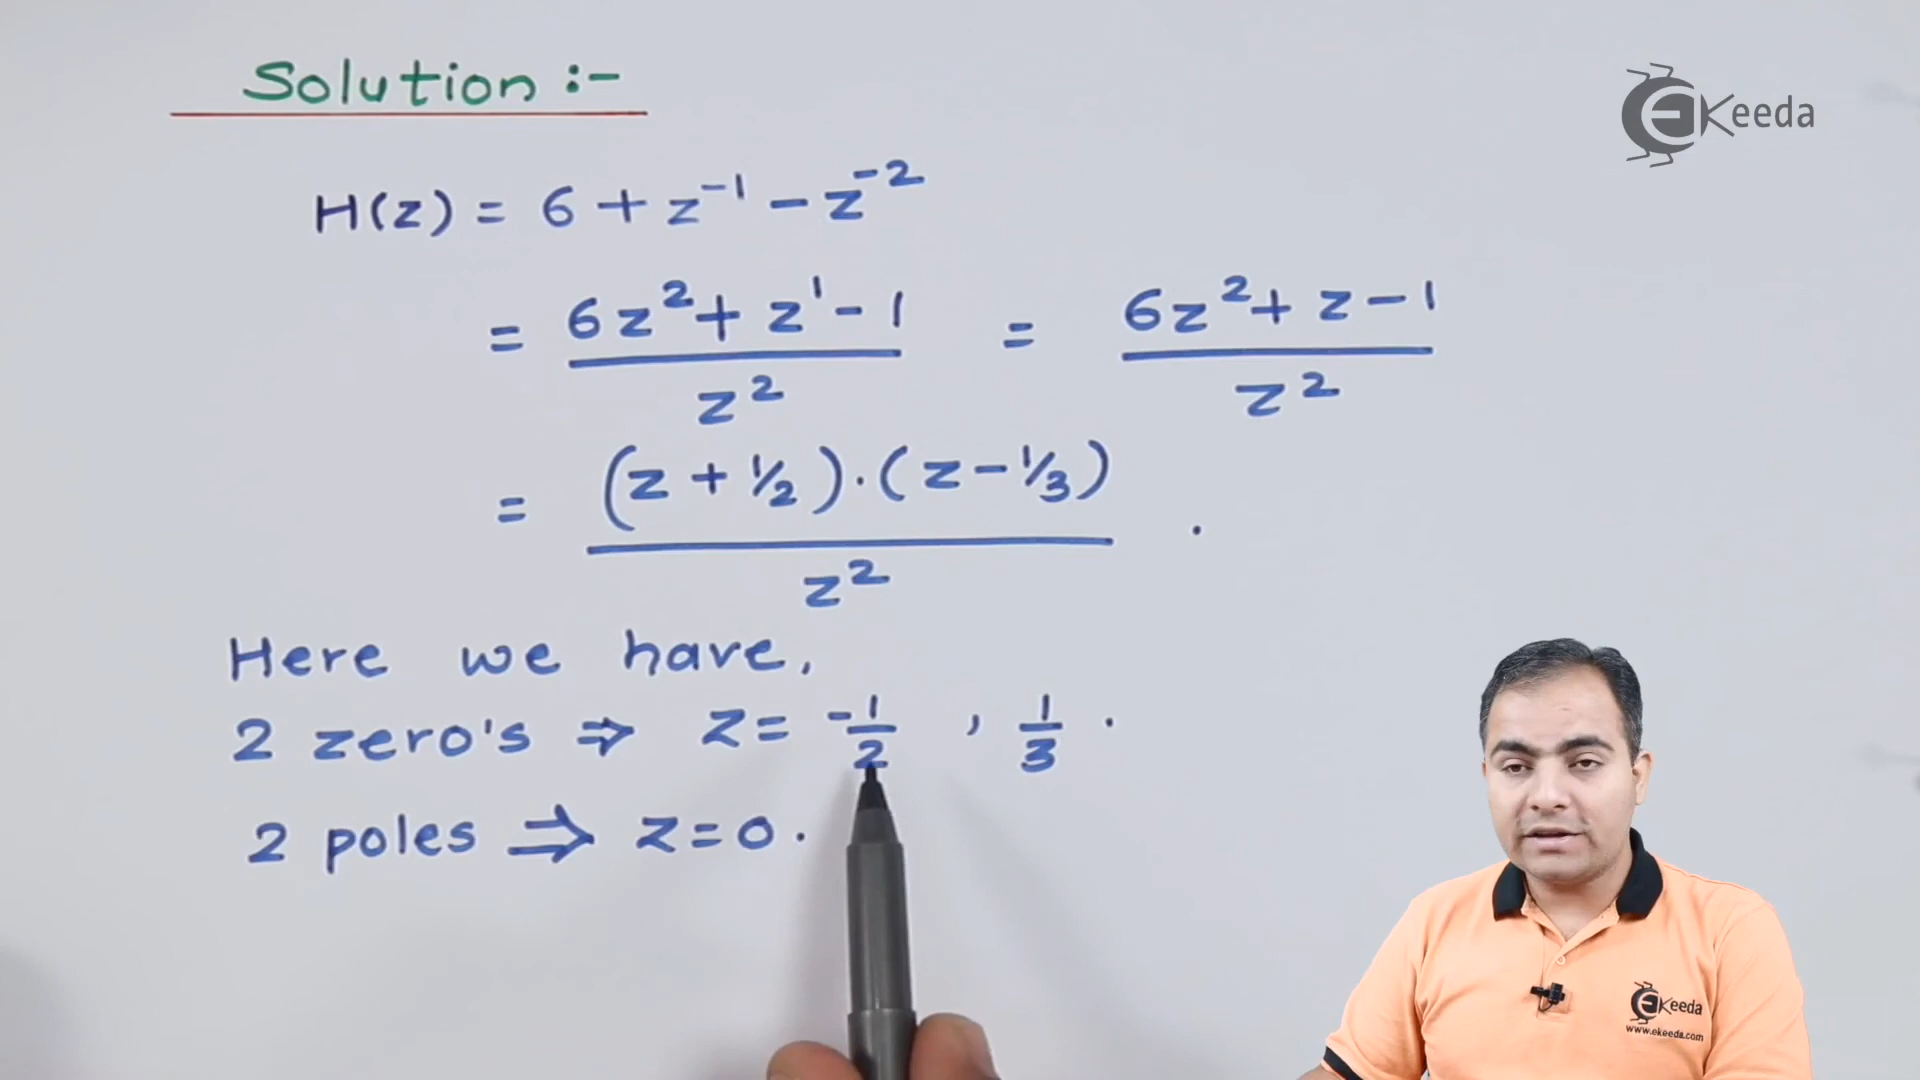 Solution :-
EKeeda
H(z) = 6 + z⁻¹ - z⁻²
= 6z² + z¹ - 1 / z² = 6z² + z - 1 / z²
= (z + 1/2) · (z - 1/3) / z² .
Here we have,
2 zero's ⇒ z = -1/2 , 1/3 .
2 poles ⇒ z = 0 .
EKeeda
www.ekeeda.com